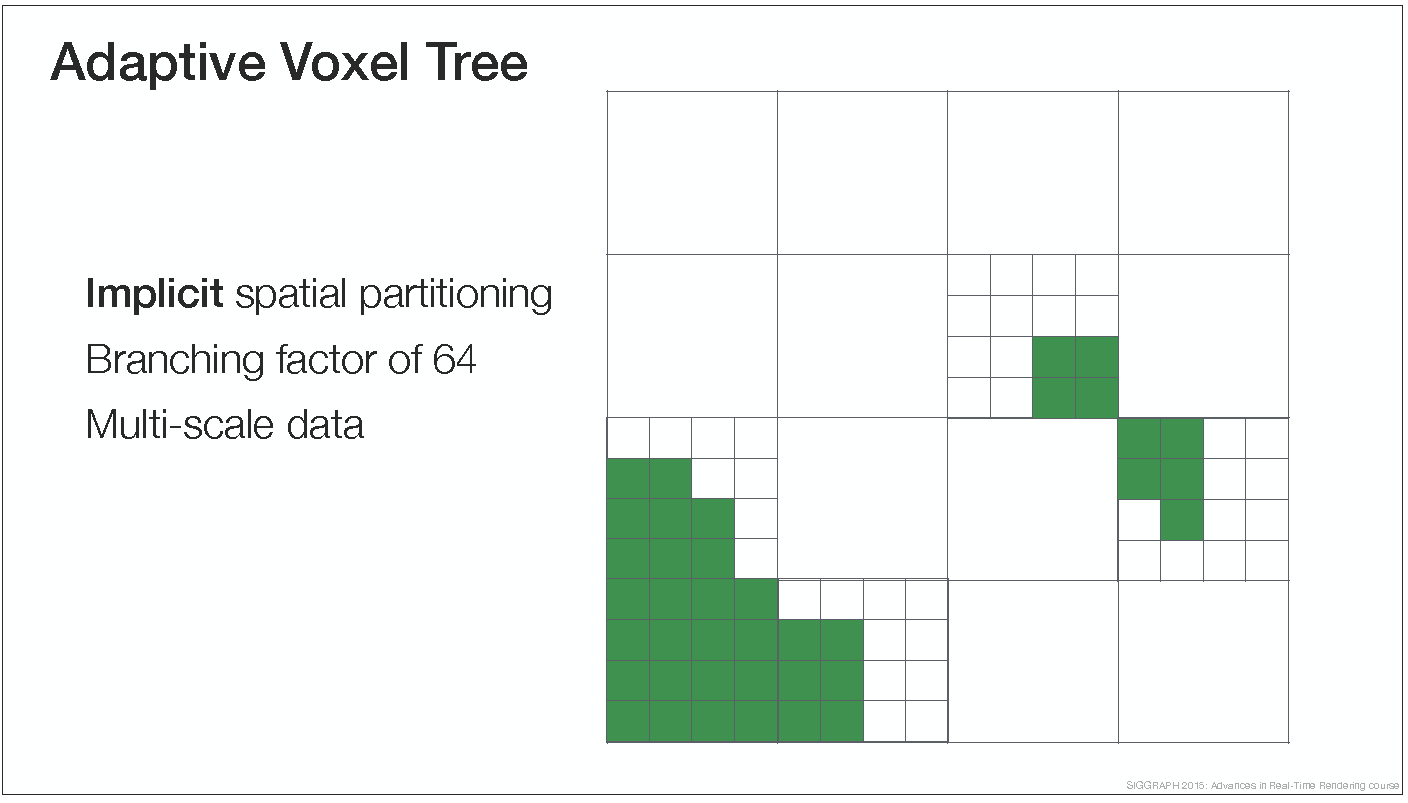 Adaptive Voxel Tree
Implicit spatial partitioning
Branching factor of 64
Multi-scale data
SIGGRAPH 2015: Advances in Real-Time Rendering course